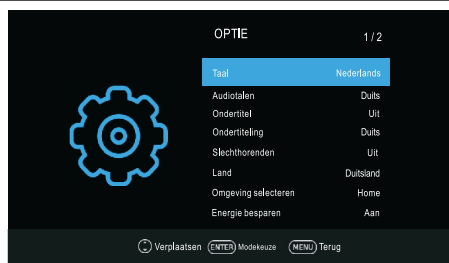 OPTIE 1 / 2
Taal Nederlands
Audiotalen Duits
Ondertitel Uit
Ondertiteling Duits
Slechthorenden Uit
Land Duitsland
Omgeving selecteren Home
Energie besparen Aan
Verplaatsen ENTER Modekeuze MENU Terug